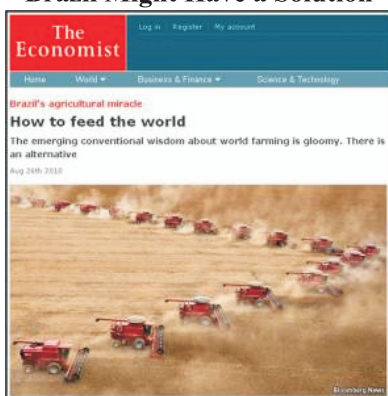 Brazil Might Have a Solution
The
Economist
Log in Register My account
Home World Business & Finance Science & Technology
Brazil's agricultural miracle
How to feed the world
The emerging conventional wisdom about world farming is gloomy. There is
an alternative
Aug 26th 2010
Bloomberg News